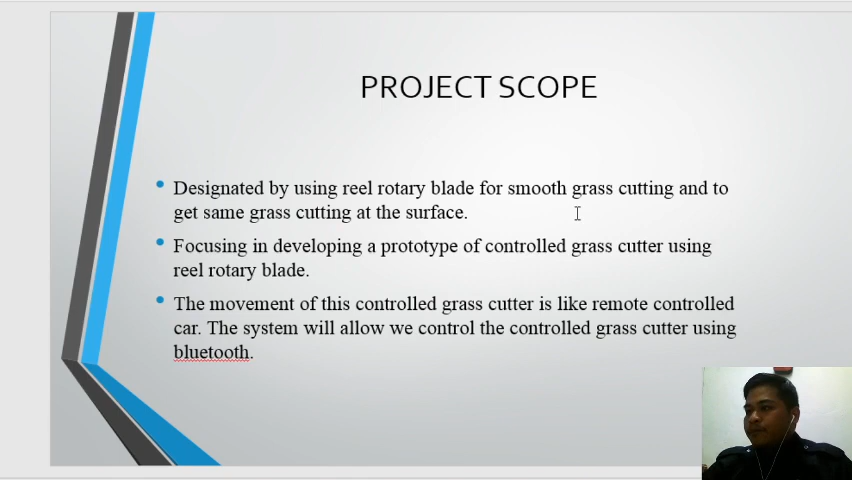 PROJECT SCOPE
Designated by using reel rotary blade for smooth grass cutting and to
get same grass cutting at the surface.
Focusing in developing a prototype of controlled grass cutter using
reel rotary blade.
The movement of this controlled grass cutter is like remote controlled
car. The system will allow we control the controlled grass cutter using
bluetooth.